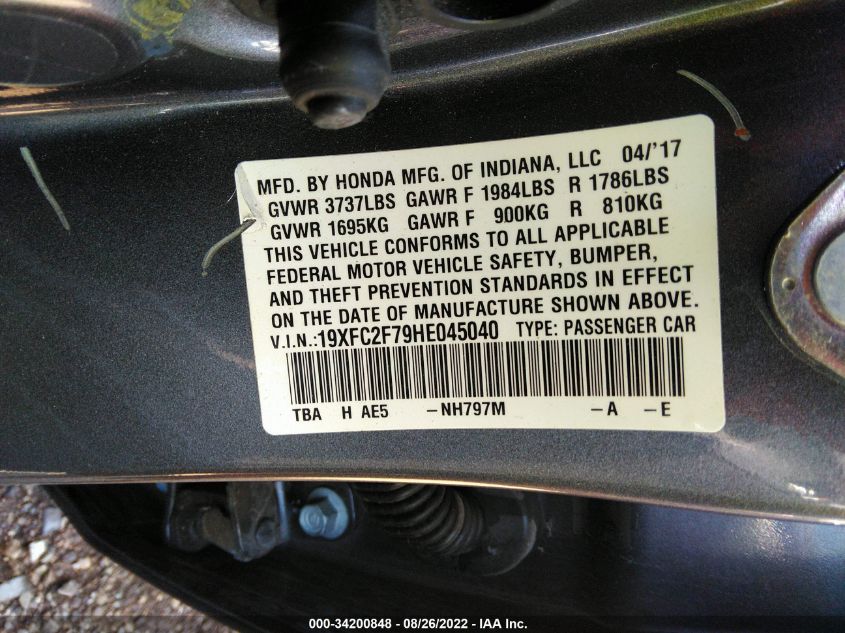 MFD. BY HONDA MFG. OF INDIANA, LLC 04/'17
GVWR 3737LBS GAWR F 1984LBS R 1786LBS
GVWR 1695KG GAWR F 900KG R 810KG
THIS VEHICLE CONFORMS TO ALL APPLICABLE
FEDERAL MOTOR VEHICLE SAFETY, BUMPER,
AND THEFT PREVENTION STANDARDS IN EFFECT
ON THE DATE OF MANUFACTURE SHOWN ABOVE.
V.I.N.:19XFC2F79HE045040 TYPE: PASSENGER CAR
TBA H AE5 –NH797M –A –E
000-34200848 - 08/26/2022 - IAA Inc.